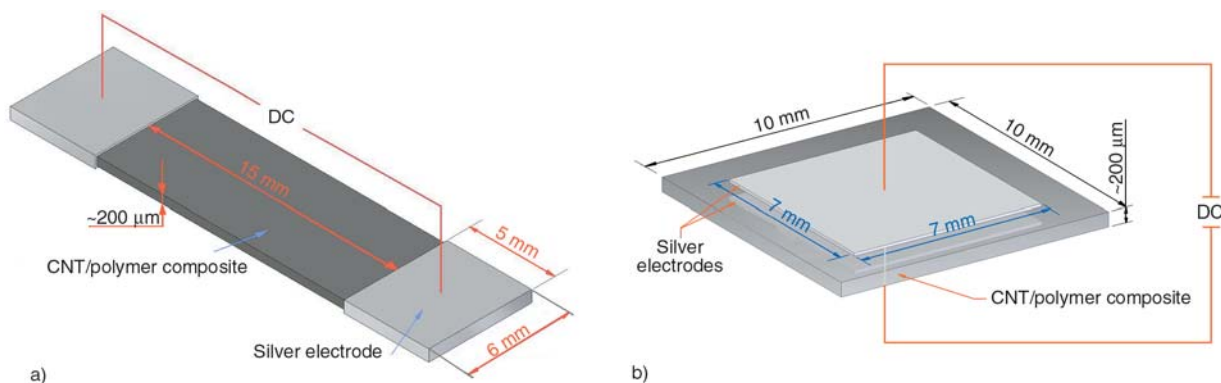 DC
15 mm
~200 µm
CNT/polymer composite
5 mm
6 mm
Silver electrode
a)
10 mm
10 mm
~200 µm
7 mm
7 mm
DC
Silver
electrodes
CNT/polymer composite
b)